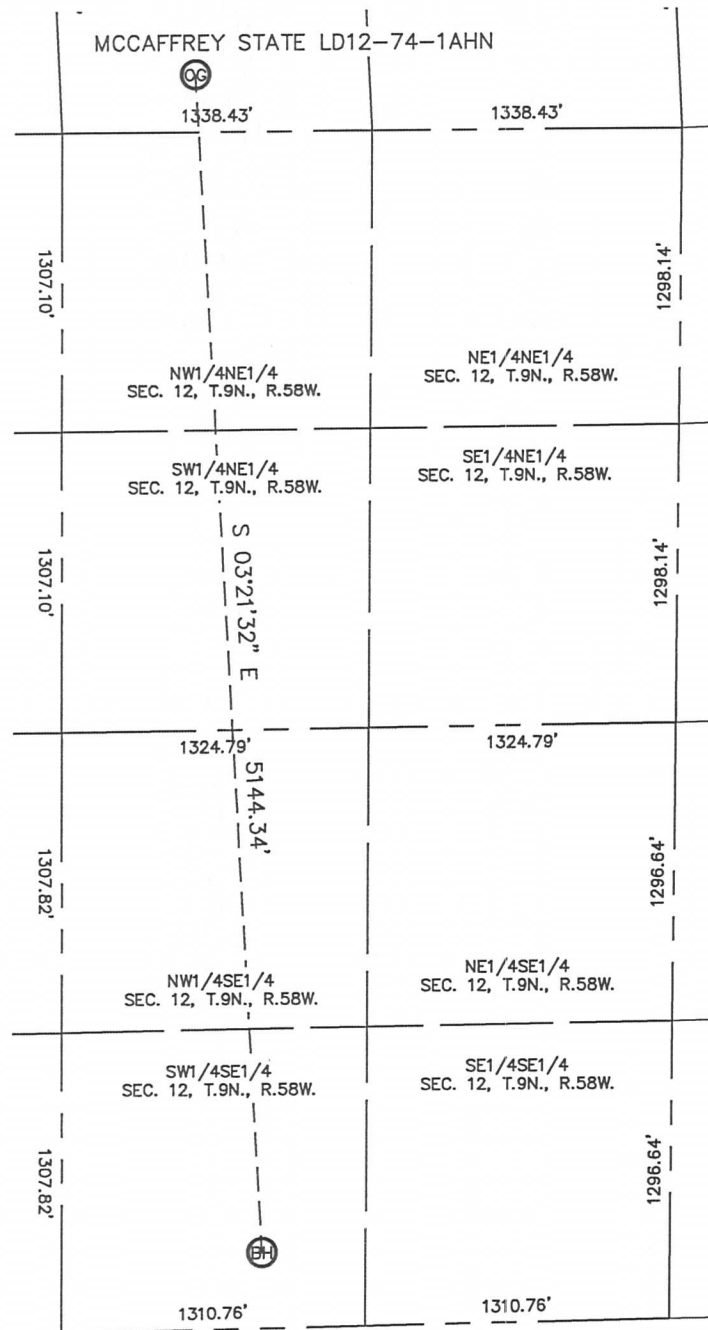 MCCAFFREY STATE LD12-74-1AHN
OG
1338.43'
1338.43'
1307.10'
1298.14'
NW1/4NE1/4
SEC. 12, T.9N., R.58W.
NE1/4NE1/4
SEC. 12, T.9N., R.58W.
SW1/4NE1/4
SEC. 12, T.9N., R.58W.
SE1/4NE1/4
SEC. 12, T.9N., R.58W.
1307.10'
S 03°21'32" E
5144.34'
1298.14'
1324.79'
1324.79'
1307.82'
1296.64'
NW1/4SE1/4
SEC. 12, T.9N., R.58W.
NE1/4SE1/4
SEC. 12, T.9N., R.58W.
SW1/4SE1/4
SEC. 12, T.9N., R.58W.
SE1/4SE1/4
SEC. 12, T.9N., R.58W.
1307.82'
1296.64'
BH
1310.76'
1310.76'